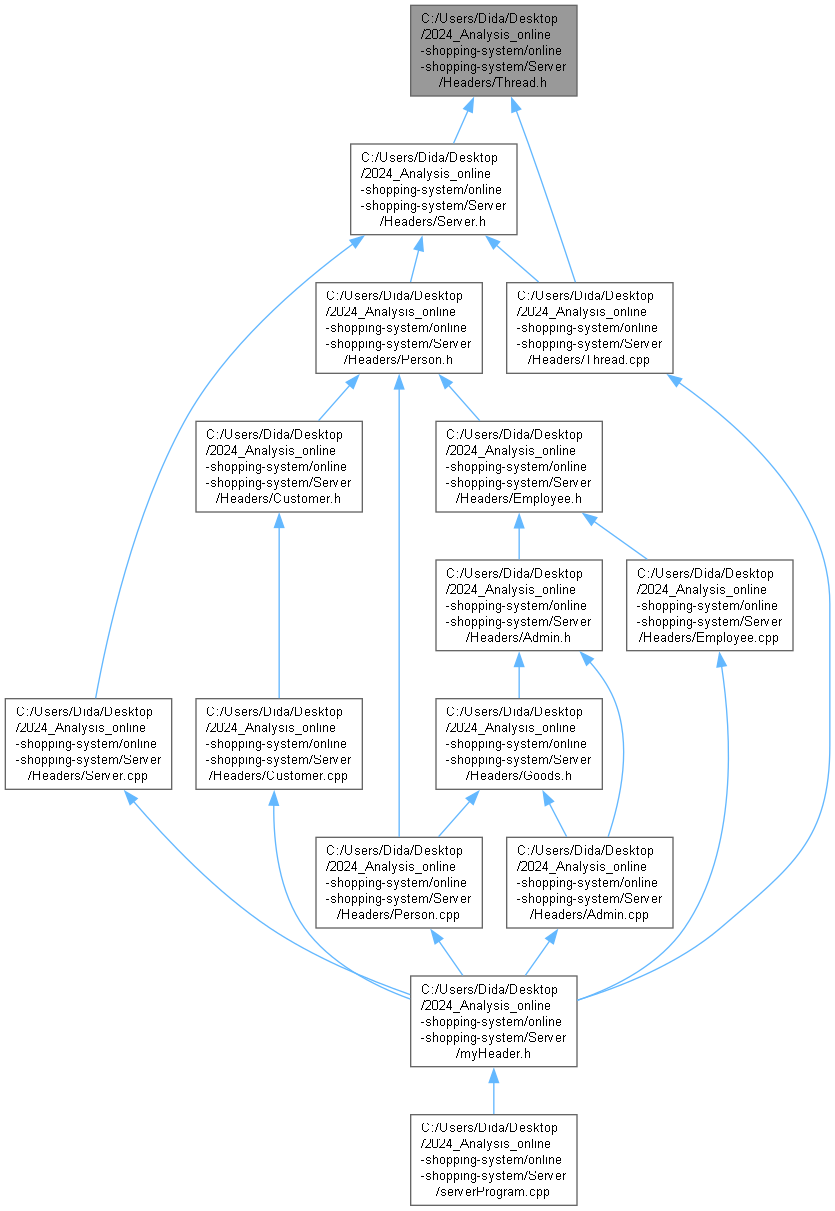 C:/Users/Dida/Desktop
/2024_Analysis_online
-shopping-system/online
-shopping-system/Server
/Headers/Thread.h
C:/Users/Dida/Desktop
/2024_Analysis_online
-shopping-system/online
-shopping-system/Server
/Headers/Server.h
C:/Users/Dida/Desktop
/2024_Analysis_online
-shopping-system/online
-shopping-system/Server
/Headers/Person.h
C:/Users/Dida/Desktop
/2024_Analysis_online
-shopping-system/online
-shopping-system/Server
/Headers/Thread.cpp
C:/Users/Dida/Desktop
/2024_Analysis_online
-shopping-system/online
-shopping-system/Server
/Headers/Customer.h
C:/Users/Dida/Desktop
/2024_Analysis_online
-shopping-system/online
-shopping-system/Server
/Headers/Employee.h
C:/Users/Dida/Desktop
/2024_Analysis_online
-shopping-system/online
-shopping-system/Server
/Headers/Admin.h
C:/Users/Dida/Desktop
/2024_Analysis_online
-shopping-system/online
-shopping-system/Server
/Headers/Employee.cpp
C:/Users/Dida/Desktop
/2024_Analysis_online
-shopping-system/online
-shopping-system/Server
/Headers/Server.cpp
C:/Users/Dida/Desktop
/2024_Analysis_online
-shopping-system/online
-shopping-system/Server
/Headers/Customer.cpp
C:/Users/Dida/Desktop
/2024_Analysis_online
-shopping-system/online
-shopping-system/Server
/Headers/Goods.h
C:/Users/Dida/Desktop
/2024_Analysis_online
-shopping-system/online
-shopping-system/Server
/Headers/Person.cpp
C:/Users/Dida/Desktop
/2024_Analysis_online
-shopping-system/online
-shopping-system/Server
/Headers/Admin.cpp
C:/Users/Dida/Desktop
/2024_Analysis_online
-shopping-system/online
-shopping-system/Server
/myHeader.h
C:/Users/Dida/Desktop
/2024_Analysis_online
-shopping-system/online
-shopping-system/Server
/serverProgram.cpp